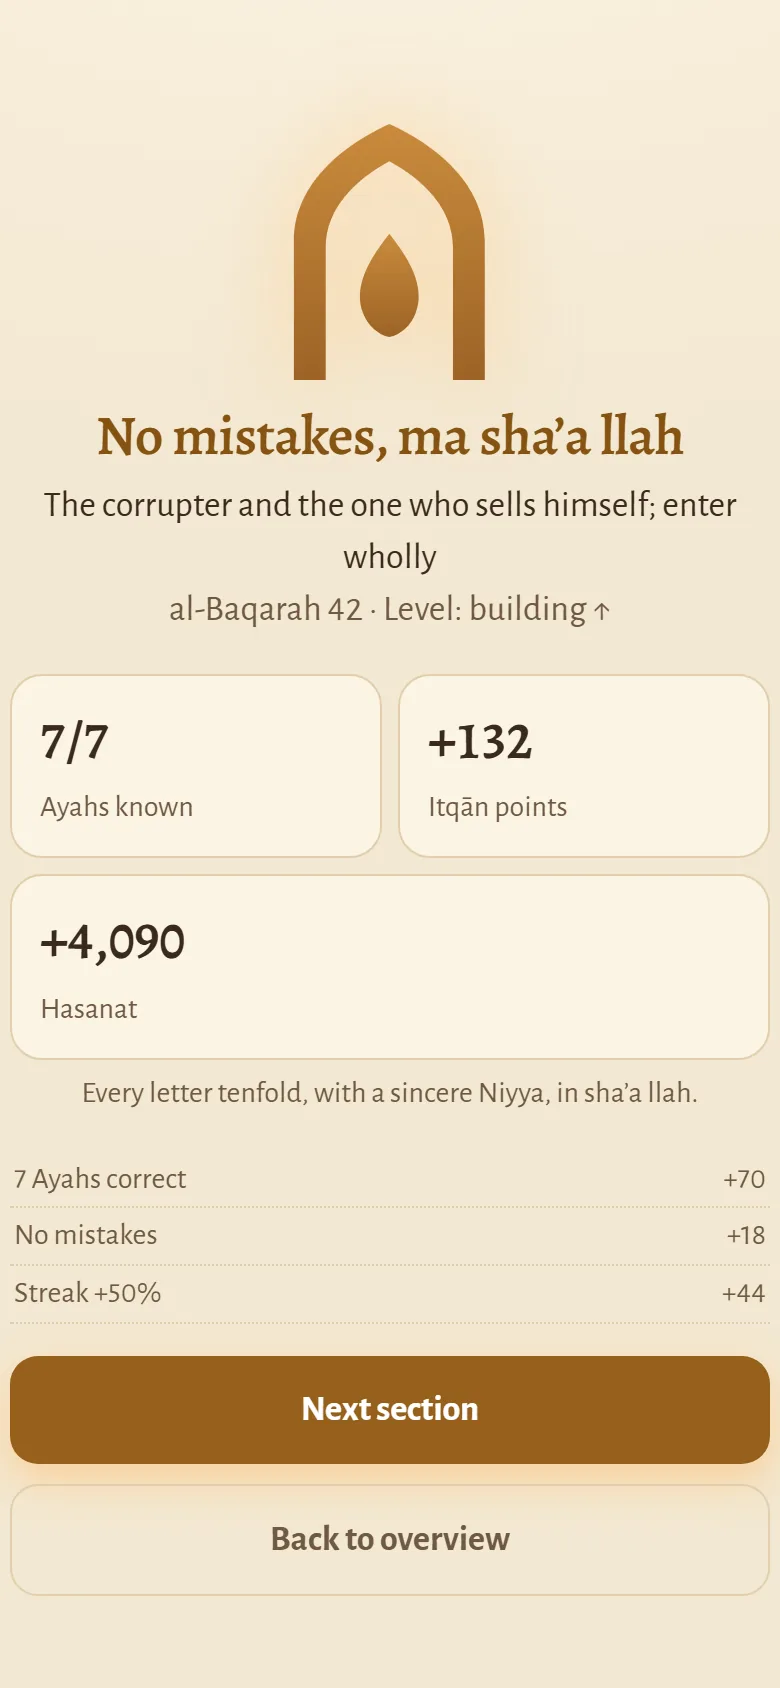 No mistakes, ma sha’a llah
The corrupter and the one who sells himself; enter
wholly
al-Baqarah 42 · Level: building ↑
7/7
Ayahs known
+132
Itqān points
+4,090
Hasanat
Every letter tenfold, with a sincere Niyya, in sha’a llah.
7 Ayahs correct +70
No mistakes +18
Streak +50% +44
Next section
Back to overview